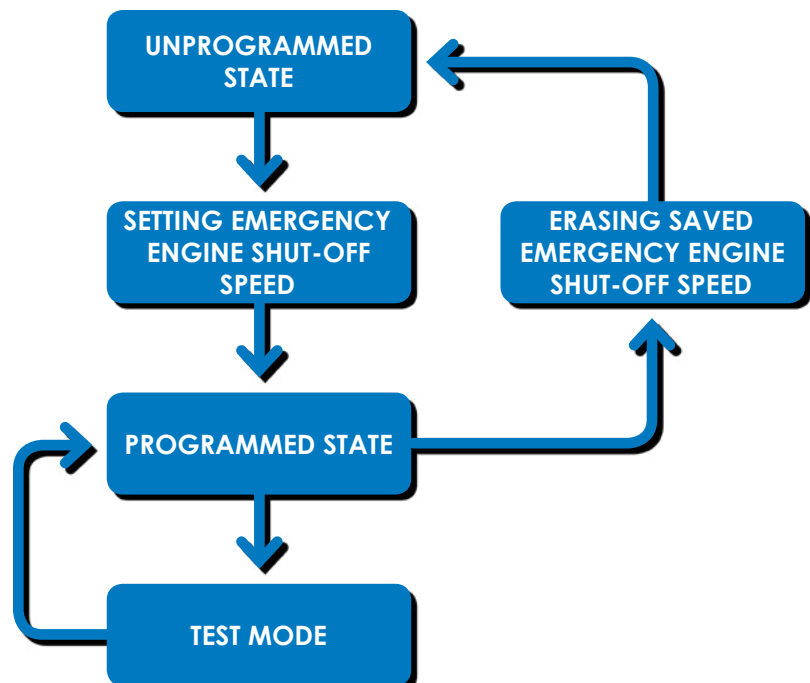 UNPROGRAMMED
STATE
SETTING EMERGENCY
ENGINE SHUT-OFF
SPEED
ERASING SAVED
EMERGENCY ENGINE
SHUT-OFF SPEED
PROGRAMMED STATE
TEST MODE